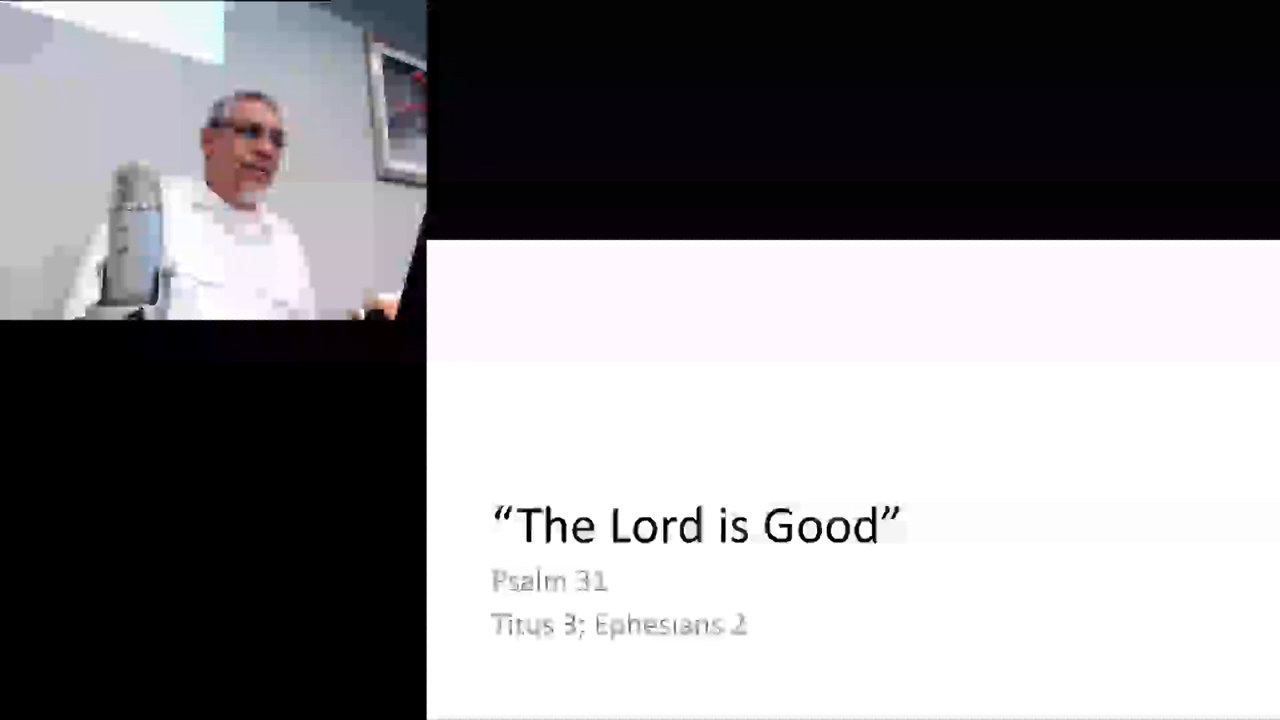 “The Lord is Good”
Psalm 31
Titus 3; Ephesians 2